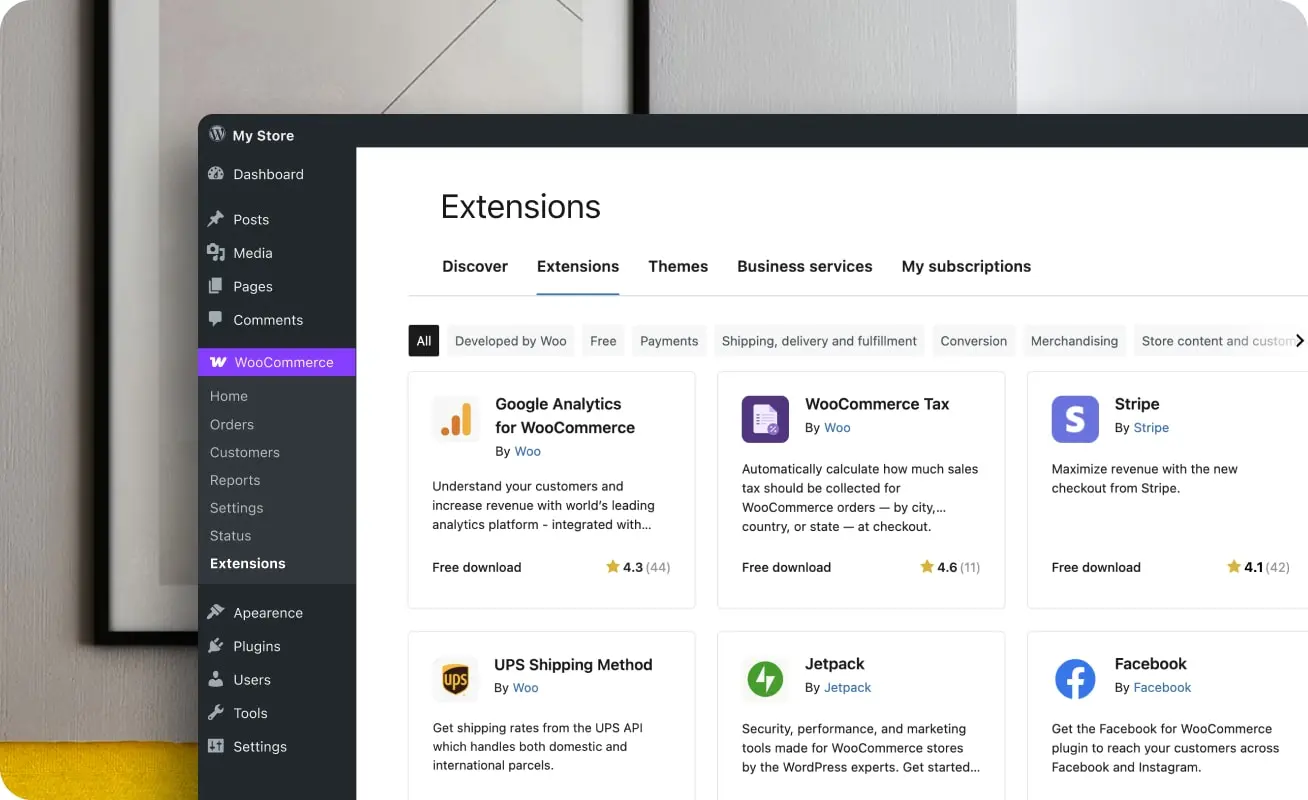 My Store
Dashboard
Posts
Media
Pages
Comments
WooCommerce
Home
Orders
Customers
Reports
Settings
Status
Extensions
Apearence
Plugins
Users
Tools
Settings
Extensions
Discover Extensions Themes Business services My subscriptions
All Developed by Woo Free Payments Shipping, delivery and fulfillment Conversion Merchandising Store content and custom
Google Analytics
for WooCommerce
By Woo
Understand your customers and
increase revenue with world’s leading
analytics platform - integrated with...
Free download 4.3 (44)
WooCommerce Tax
By Woo
Automatically calculate how much sales
tax should be collected for
WooCommerce orders — by city,...
country, or state — at checkout.
Free download 4.6 (11)
S
Stripe
By Stripe
Maximize revenue with the new
checkout from Stripe.
Free download 4.1 (42)
ups
UPS Shipping Method
By Woo
Get shipping rates from the UPS API
which handles both domestic and
international parcels.
Jetpack
By Jetpack
Security, performance, and marketing
tools made for WooCommerce stores
by the WordPress experts. Get started...
Facebook
By Facebook
Get the Facebook for WooCommerce
plugin to reach your customers across
Facebook and Instagram.